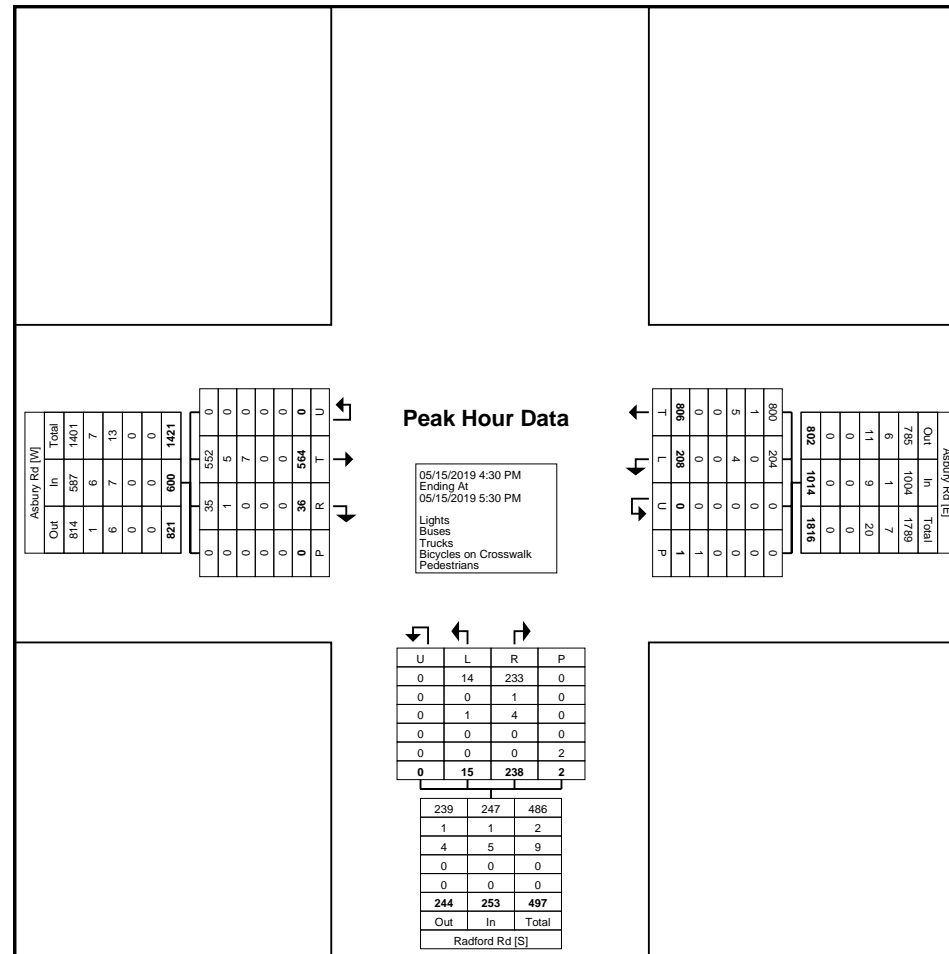 Peak Hour Data
05/15/2019 4:30 PM
Ending At
05/15/2019 5:30 PM
Lights
Buses
Trucks
Bicycles on Crosswalk
Pedestrians
Asbury Rd [W]
Total 1401 7 13 0 0 1421
In 587 6 7 0 0 600
Out 814 1 6 0 0 821
0 0 0 0 0 0 U
552 5 7 0 0 564 T
35 1 0 0 0 36 R
0 0 0 0 0 0 P
T 806 0 0 5 1 800
L 208 0 0 4 0 204
U 0 0 0 0 0 0
P 1 1 0 0 0 0
802 0 0 11 6 785 Out
1014 0 0 9 1 1004 In
1816 0 0 20 7 1789 Total
Asbury Rd [E]
U L R P
0 14 233 0
0 0 1 0
0 1 4 0
0 0 0 0
0 0 0 2
0 15 238 2
239 247 486
1 1 2
4 5 9
0 0 0
0 0 0
244 253 497
Out In Total
Radford Rd [S]